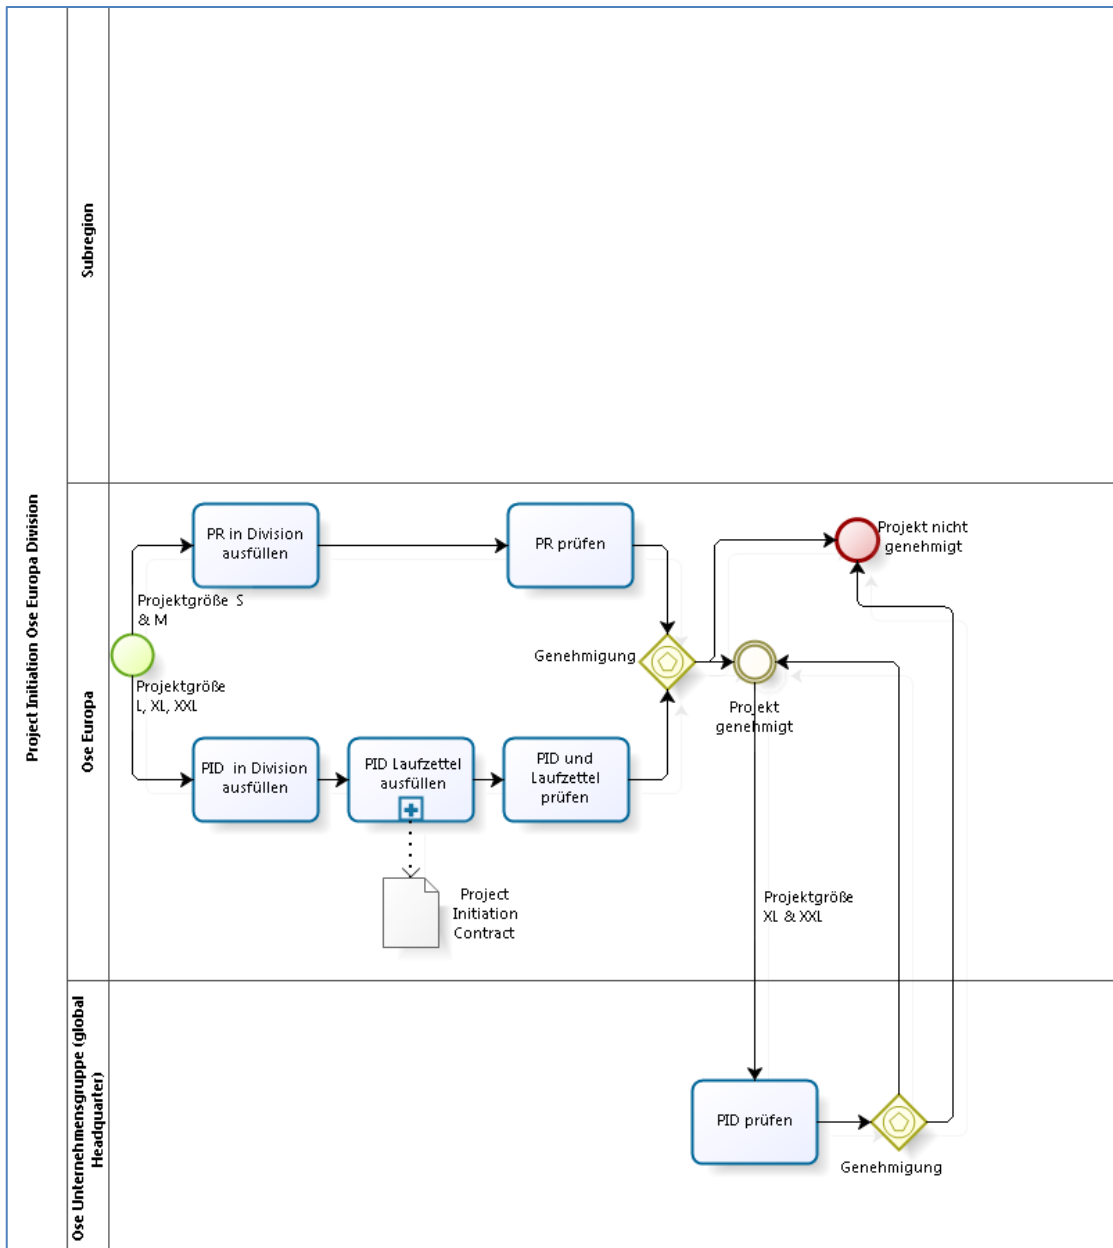 Project Initiation Ose Europa Division
Subregion
Ose Europa
Ose Unternehmensgruppe (global
Headquarter)
PR in Division
ausfüllen
PR prüfen
Projekt nicht
genehmigt
Projektgröße S
& M
Genehmigung
Projektgröße
L, XL, XXL
Projekt
genehmigt
PID in Division
ausfüllen
PID Laufzettel
ausfüllen
PID und
Laufzettel
prüfen
Project
Initiation
Contract
Projektgröße
XL & XXL
PID prüfen
Genehmigung